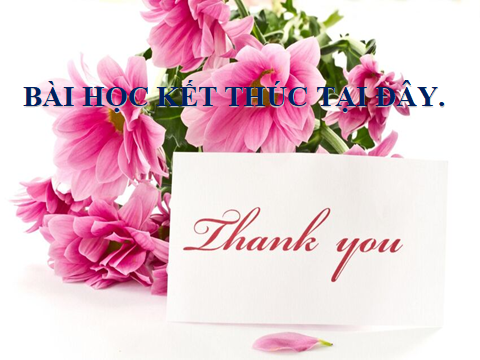 BÀI HỌC KẾT THÚC TẠI ĐÂY.
Thank you